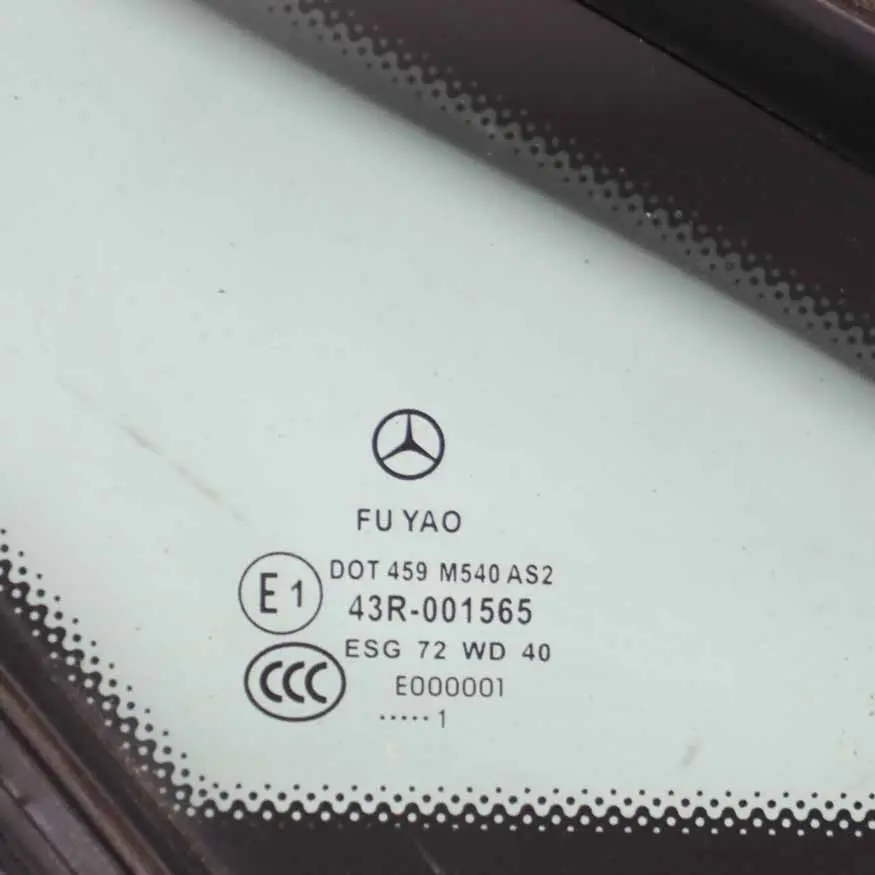 FU YAO
DOT 459 M540 AS2
E1 43R-001565
ESG 72 WD 40
CCC E000001
.....1